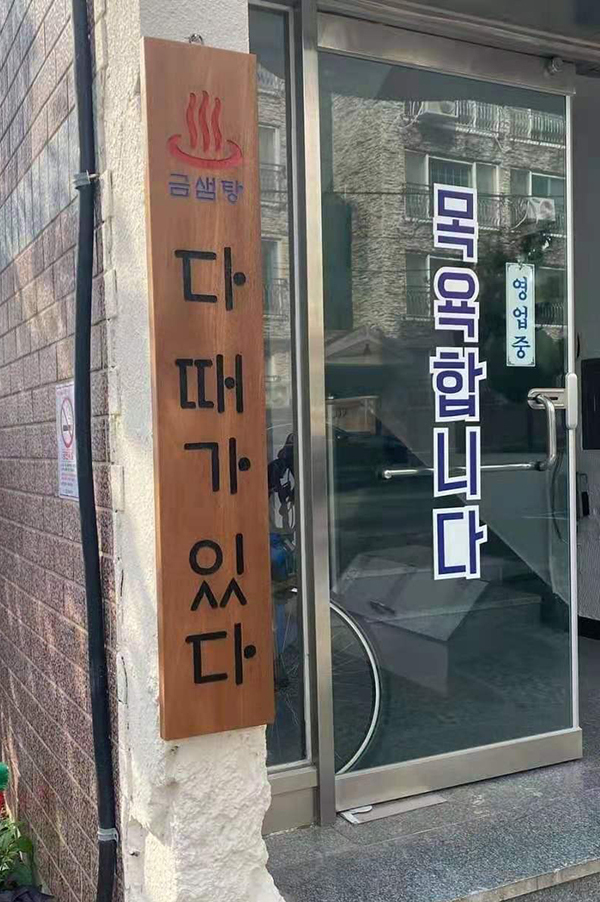 금샘탕
다 때가 있다
목욕합니다
영업중